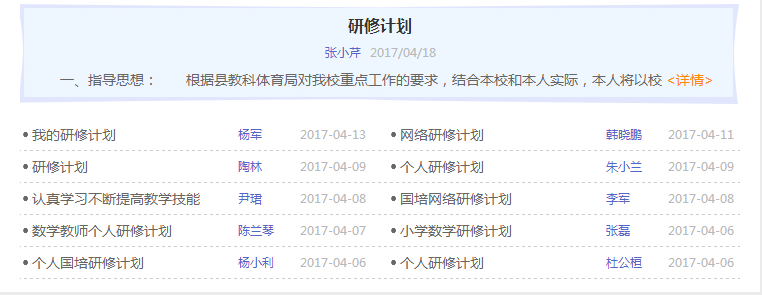 研修计划
张小芹 2017/04/18
一、指导思想： 根据县教科体育局对我校重点工作的要求，结合本校和本人实际，本人将以校 <详情>
• 我的研修计划 杨军 2017-04-13 • 网络研修计划 韩晓鹏 2017-04-11
• 研修计划 陶林 2017-04-09 • 个人研修计划 朱小兰 2017-04-09
• 认真学习不断提高教学技能 尹珺 2017-04-08 • 国培网络研修计划 李军 2017-04-08
• 数学教师个人研修计划 陈兰琴 2017-04-07 • 小学数学研修计划 张磊 2017-04-06
• 个人国培研修计划 杨小利 2017-04-06 • 个人研修计划 杜公桓 2017-04-06